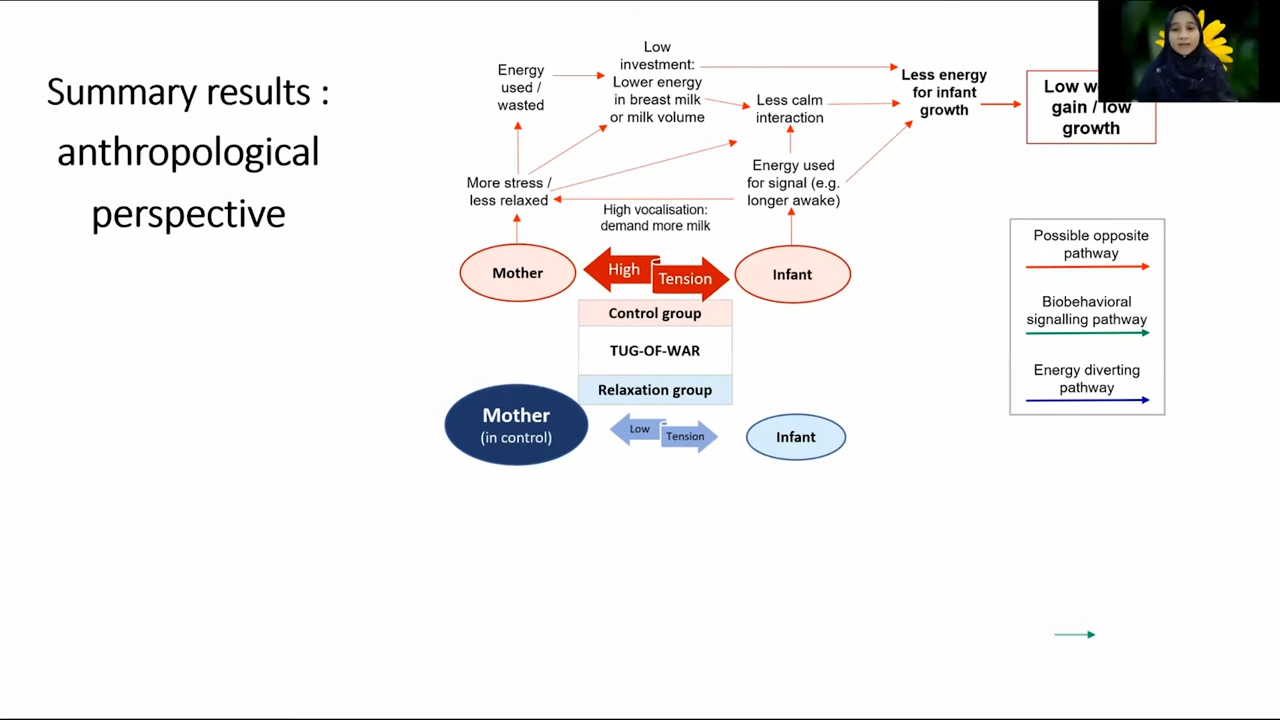 Summary results :
anthropological
perspective
Energy
used /
wasted
Low
investment:
Lower energy
in breast milk
or milk volume
Less calm
interaction
Less energy
for infant
growth
Low
gain / low
growth
More stress /
less relaxed
Energy used
for signal (e.g.
longer awake)
High vocalisation:
demand more milk
Mother
High
Tension
Infant
Control group
TUG-OF-WAR
Relaxation group
Mother
(in control)
Low
Tension
Infant
Possible opposite
pathway
Biobehavioral
signalling pathway
Energy diverting
pathway